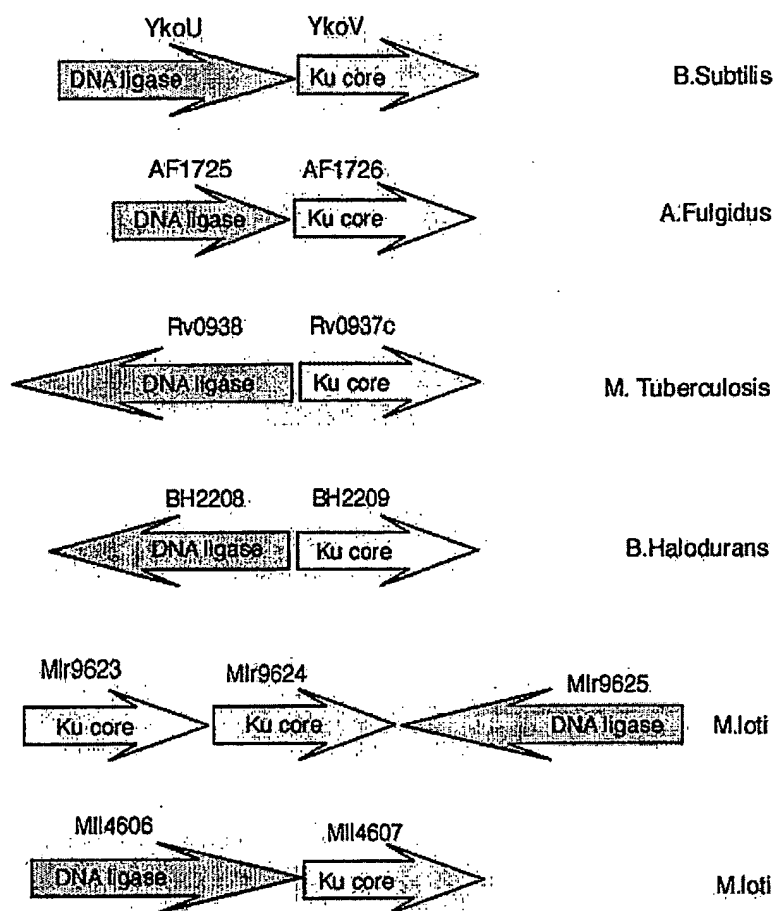 YkoU YkoV
DNA ligase Ku core B.Subtilis
AF1725 AF1726
DNA ligase Ku core A.Fulgidus
Rv0938 Rv0937c
DNA ligase Ku core M. Tuberculosis
BH2208 BH2209
DNA ligase Ku core B.Halodurans
Mlr9623 Mlr9624 Mlr9625
Ku core Ku core DNA ligase M.loti
Mll4606 Mll4607
DNA ligase Ku core M.loti